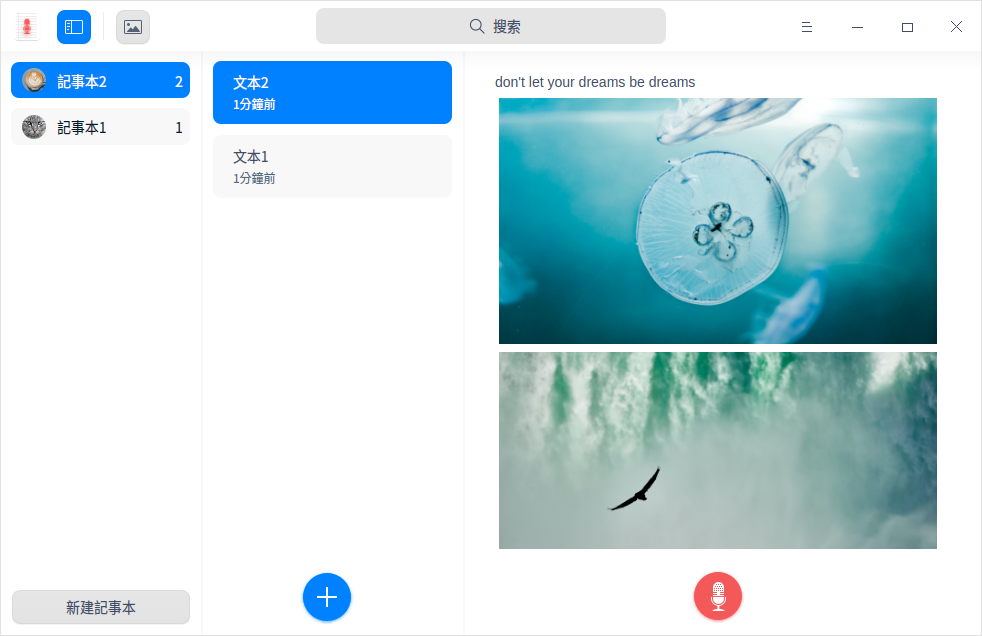 搜索
記事本2 2
記事本1 1
新建記事本
文本2
1分鐘前
文本1
1分鐘前
don't let your dreams be dreams